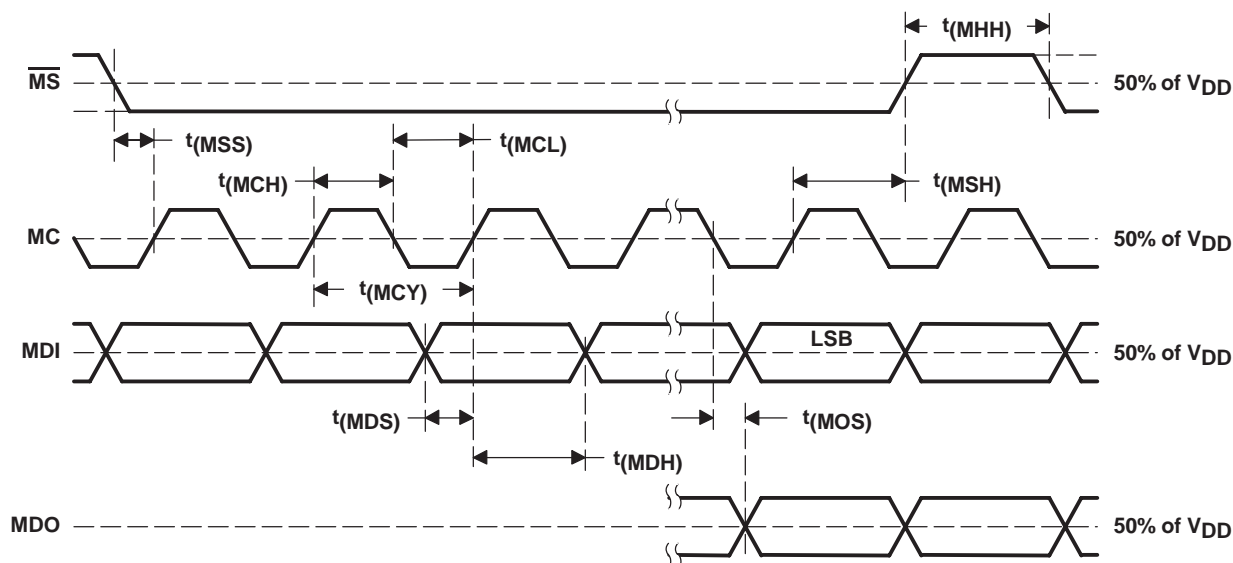 t(MHH)
MS
50% of VDD
t(MSS)
t(MCL)
t(MCH)
t(MSH)
MC
50% of VDD
t(MCY)
LSB
MDI
50% of VDD
t(MDS)
t(MOS)
t(MDH)
MDO
50% of VDD